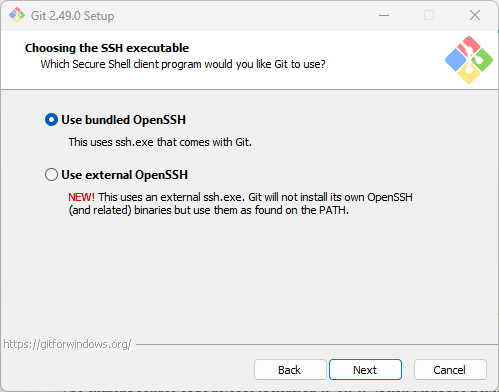 Git 2.49.0 Setup
Choosing the SSH executable
Which Secure Shell client program would you like Git to use?
Use bundled OpenSSH
This uses ssh.exe that comes with Git.
Use external OpenSSH
NEW! This uses an external ssh.exe. Git will not install its own OpenSSH
(and related) binaries but use them as found on the PATH.
https://gitforwindows.org/
Back
Next
Cancel